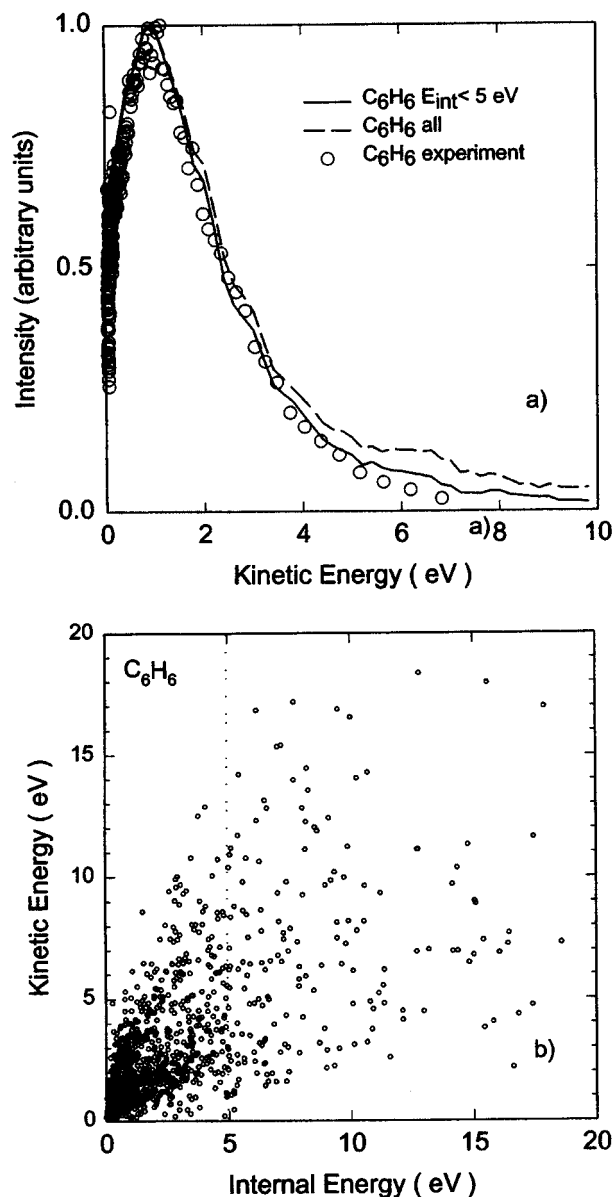 1.0
0.5
0.0
Intensity (arbitrary units)
C6H6 Eint< 5 eV
C6H6 all
C6H6 experiment
a)
a)
0 2 4 6 8 10
Kinetic Energy ( eV )
20
15
10
5
0
Kinetic Energy ( eV )
C6H6
b)
0 5 10 15 20
Internal Energy ( eV )